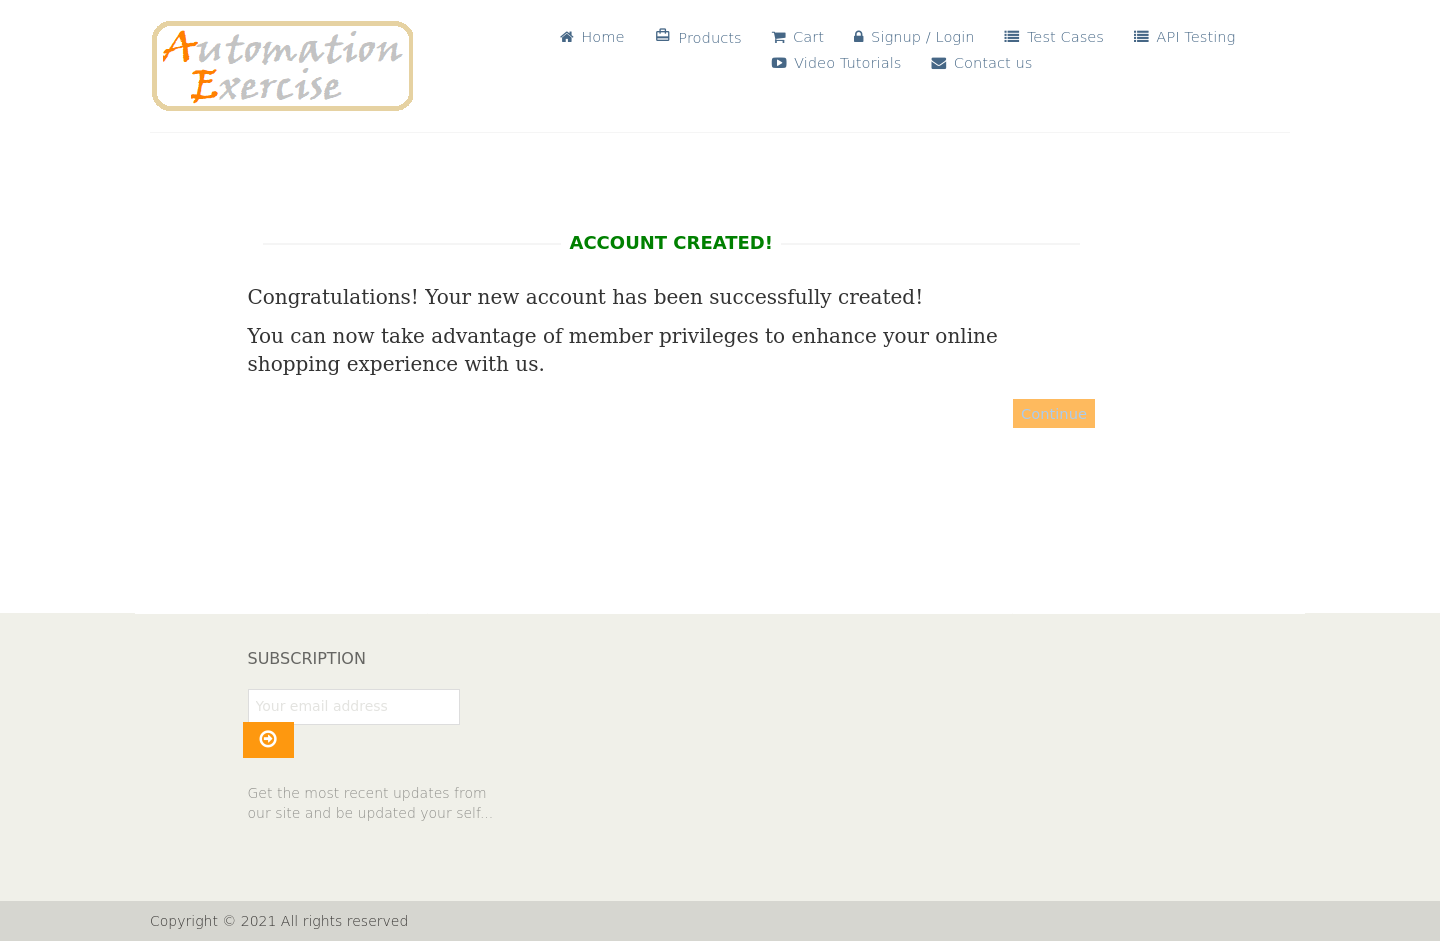 Automation
Exercise
Home
Products
Cart
Signup / Login
Test Cases
API Testing
Video Tutorials
Contact us
ACCOUNT CREATED!
Congratulations! Your new account has been successfully created!
You can now take advantage of member privileges to enhance your online
shopping experience with us.
Continue
SUBSCRIPTION
Your email address
Get the most recent updates from
our site and be updated your self...
Copyright © 2021 All rights reserved